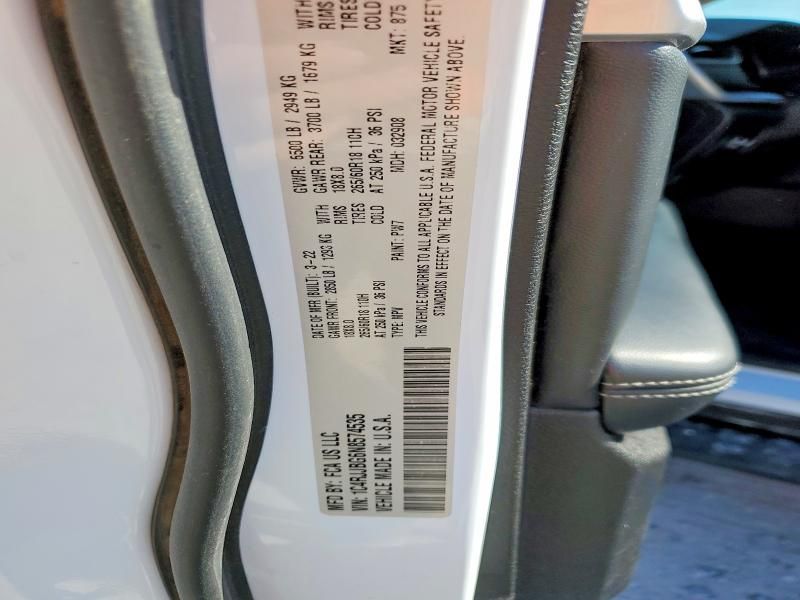 MFD BY: FCA US LLC
DATE OF MFR (BUILT): 3-22
GVWR: 6500 LB / 2949 KG
GAWR FRONT: 2850 LB / 1293 KG WITH
GAWR REAR: 3700 LB / 1679 KG WITH
18X8.0 RIMS
18X8.0 RIMS
265/60R18 110H TIRES
265/60R18 110H TIRES
AT 250 kPa / 36 PSI COLD
AT 250 kPa / 36 PSI COLD
VIN: 1C4RJJBG6N8574535
TYPE: MPV PAINT: PW7 MDH: 032908 MKT: 875
VEHICLE MADE IN: U.S.A.
THIS VEHICLE CONFORMS TO ALL APPLICABLE U.S.A. FEDERAL MOTOR VEHICLE SAFETY
STANDARDS IN EFFECT ON THE DATE OF MANUFACTURE SHOWN ABOVE.